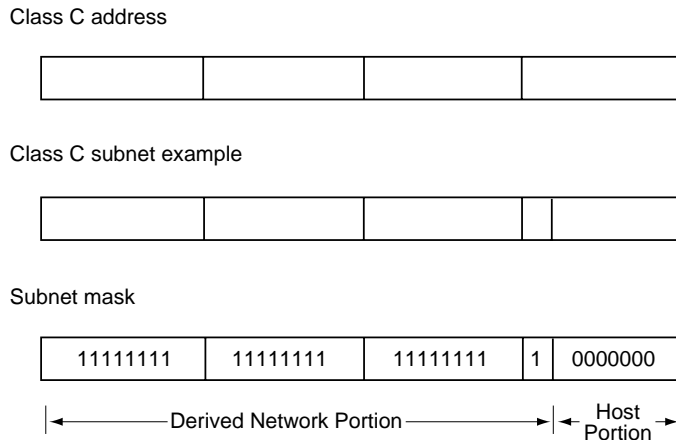 Class C address
Class C subnet example
Subnet mask
11111111 11111111 11111111 1 0000000
Derived Network Portion
Host
Portion